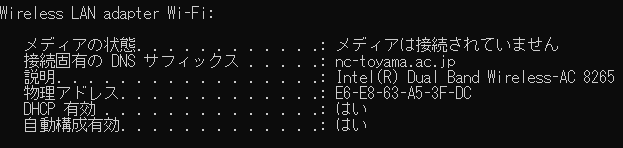 Wireless LAN adapter Wi-Fi:
メディアの状態. . . . . . . . . . . .: メディアは接続されていません
接続固有の DNS サフィックス . . . . .: nc-toyama.ac.jp
説明. . . . . . . . . . . . . . . . .: Intel(R) Dual Band Wireless-AC 8265
物理アドレス. . . . . . . . . . . . .: E6-E8-63-A5-3F-DC
DHCP 有効 . . . . . . . . . . . . . .: はい
自動構成有効. . . . . . . . . . . . .: はい